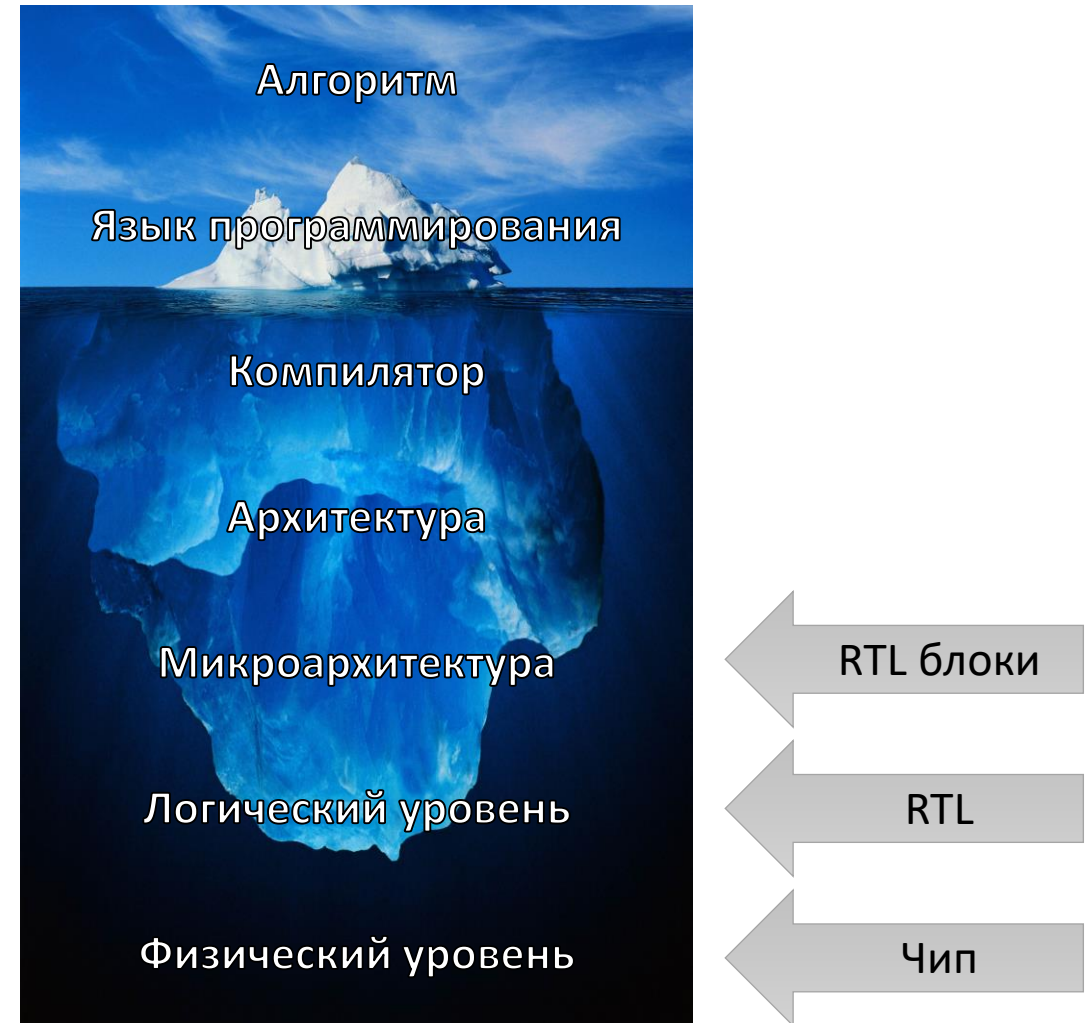 Алгоритм
Язык программирования
Компилятор
Архитектура
Микроархитектура
RTL блоки
Логический уровень
RTL
Физический уровень
Чип